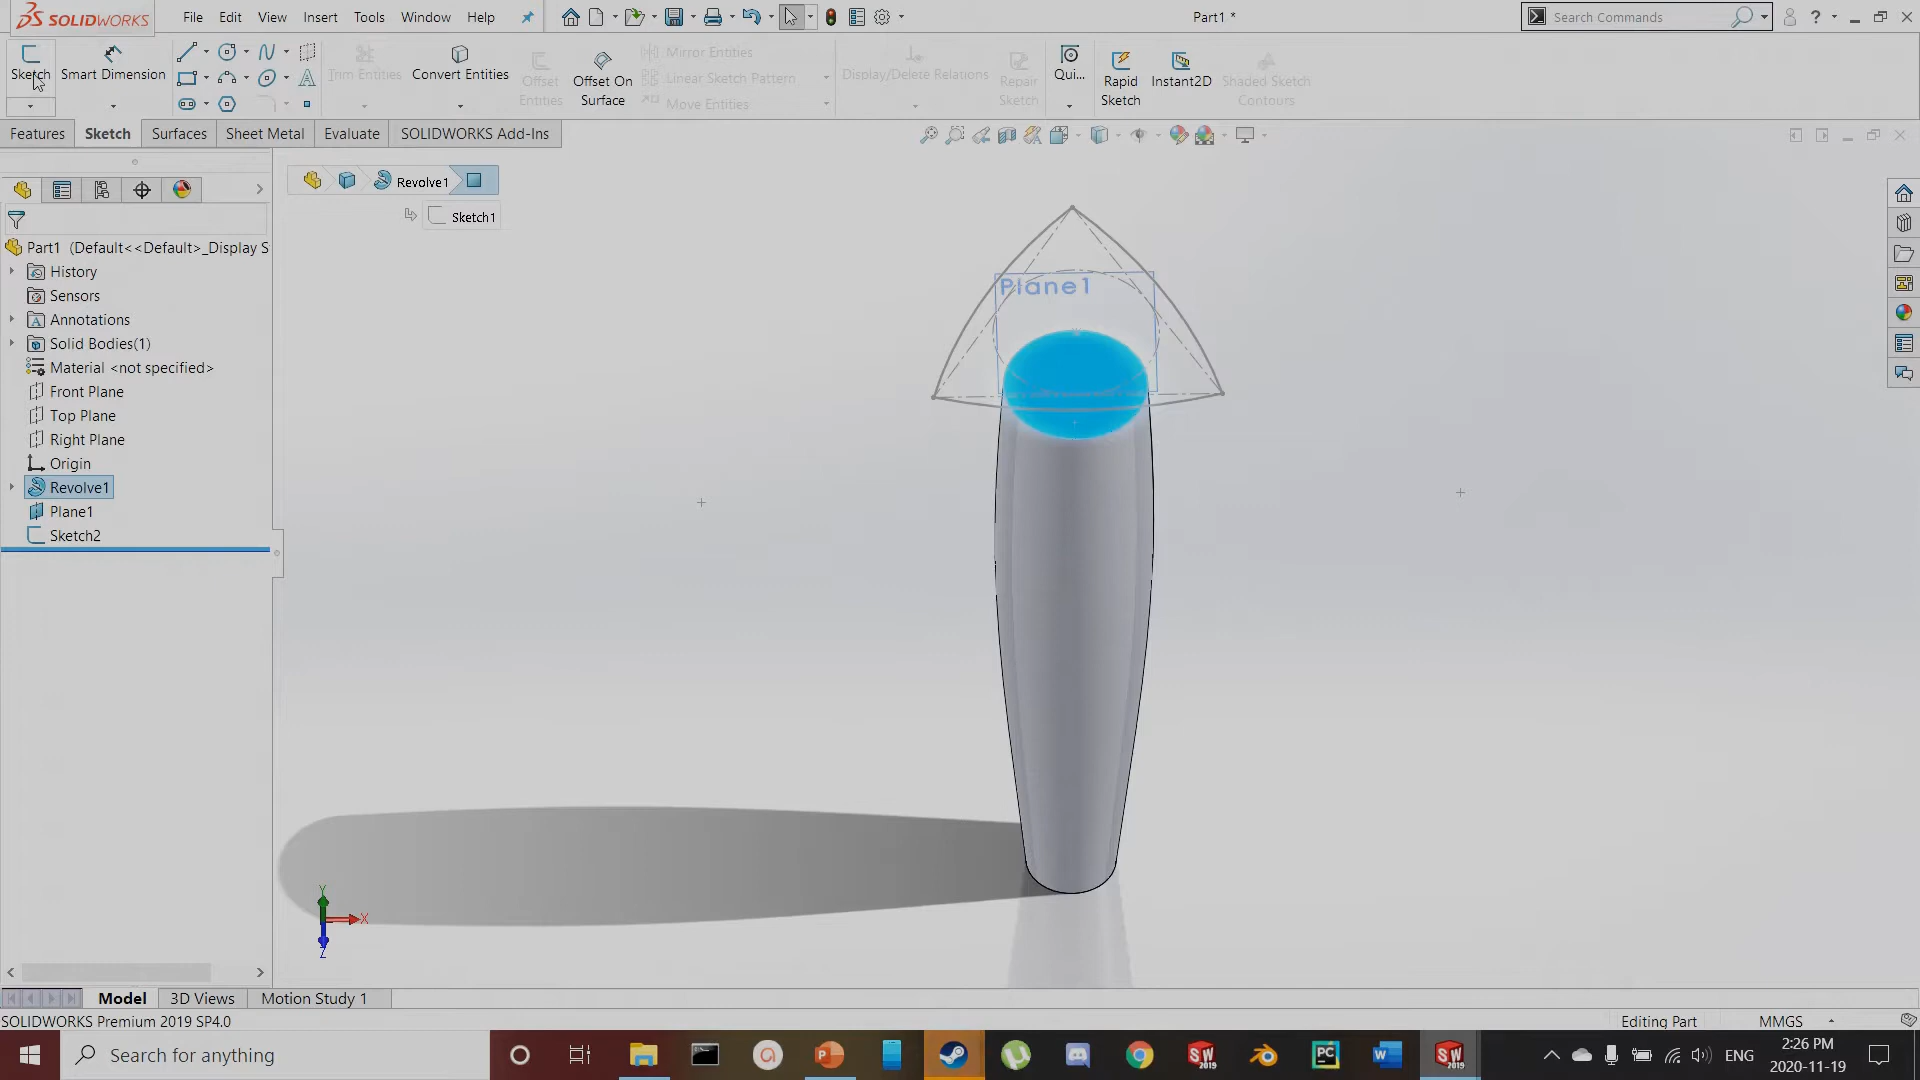 SOLIDWORKS
File Edit View Insert Tools Window Help
Part1 *
Search Commands
Sketch
Smart Dimension
Trim Entities
Convert Entities
Offset Entities
Offset On Surface
Mirror Entities
Linear Sketch Pattern
Move Entities
Display/Delete Relations
Repair Sketch
Qui...
Rapid Sketch
Instant2D
Shaded Sketch Contours
Features Sketch Surfaces Sheet Metal Evaluate SOLIDWORKS Add-Ins
Revolve1
Sketch1
Part1 (Default<<Default>_Display S
History
Sensors
Annotations
Solid Bodies(1)
Material <not specified>
Front Plane
Top Plane
Right Plane
Origin
Revolve1
Plane1
Sketch2
Plane1
Y
X
Z
Model 3D Views Motion Study 1
SOLIDWORKS Premium 2019 SP4.0
Editing Part
MMGS
Search for anything
SW 2019
PC
W
SW 2019
ENG
2:26 PM
2020-11-19